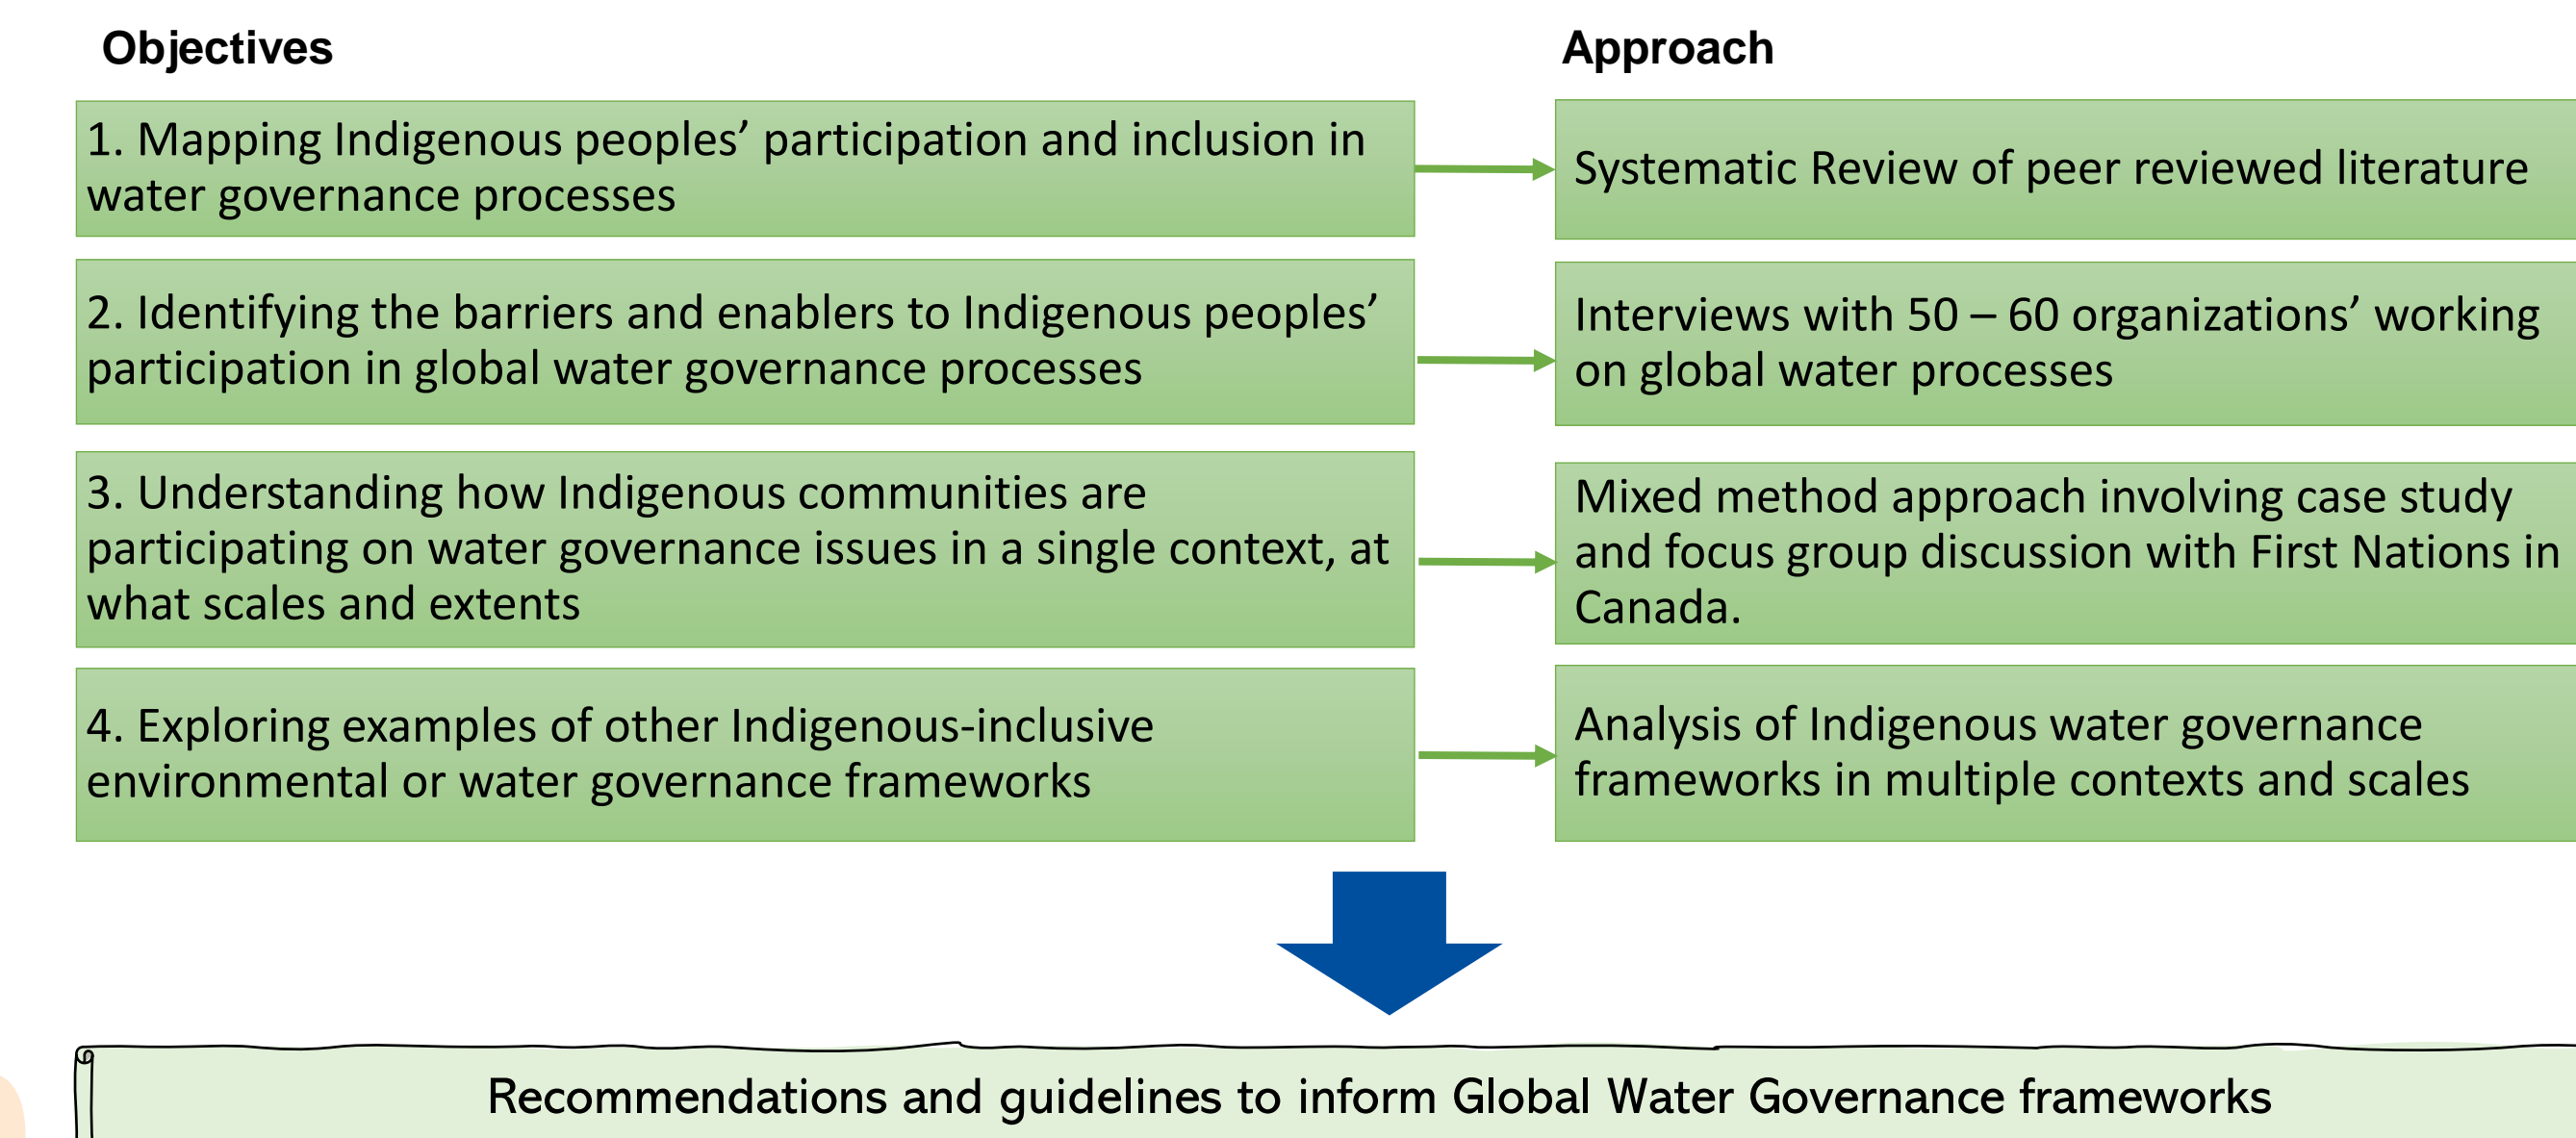 Objectives
Approach
1. Mapping Indigenous peoples’ participation and inclusion in
water governance processes
Systematic Review of peer reviewed literature
2. Identifying the barriers and enablers to Indigenous peoples’
participation in global water governance processes
Interviews with 50 – 60 organizations’ working
on global water processes
3. Understanding how Indigenous communities are
participating on water governance issues in a single context, at
what scales and extents
Mixed method approach involving case study
and focus group discussion with First Nations in
Canada.
4. Exploring examples of other Indigenous-inclusive
environmental or water governance frameworks
Analysis of Indigenous water governance
frameworks in multiple contexts and scales
Recommendations and guidelines to inform Global Water Governance frameworks